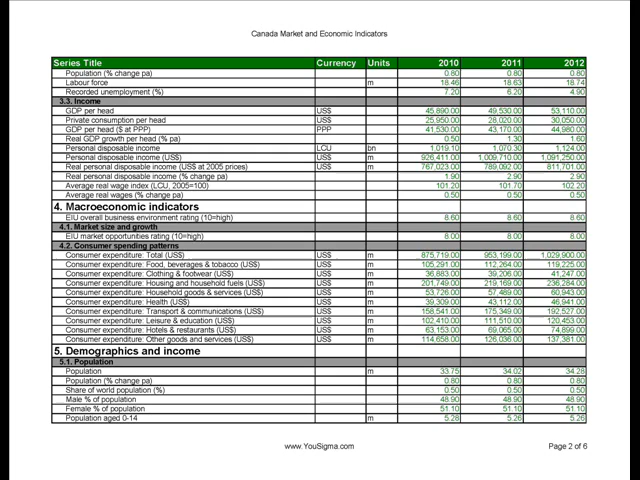 Canada Market and Economic Indicators
Series Title Currency Units 2010 2011 2012
Population (% change pa) 0.80 0.80 0.80
Labour force m 18.46 18.63 18.74
Recorded unemployment (%) 7.20 6.20 4.90
3.3. Income
GDP per head US$ 45,890.00 49,530.00 53,110.00
Private consumption per head US$ 25,950.00 28,020.00 30,050.00
GDP per head ($ at PPP) PPP 41,530.00 43,170.00 44,980.00
Real GDP growth per head (% pa) 0.50 1.30 1.60
Personal disposable income LCU bn 1,019.10 1,070.30 1,124.00
Personal disposable income (US$) US$ m 926,411.00 1,009,710.00 1,091,250.00
Real personal disposable income (US$ at 2005 prices) US$ m 767,023.00 789,092.00 811,701.00
Real personal disposable income (% change pa) 1.90 2.90 2.90
Average real wage index (LCU, 2005=100) 101.20 101.70 102.20
Average real wages (% change pa) 0.50 0.50 0.50
4. Macroeconomic indicators
EIU overall business environment rating (10=high) 8.60 8.60 8.60
4.1. Market size and growth
EIU market opportunities rating (10=high) 8.00 8.00 8.00
4.2. Consumer spending patterns
Consumer expenditure: Total (US$) US$ m 875,719.00 953,199.00 1,029,900.00
Consumer expenditure: Food, beverages & tobacco (US$) US$ m 105,291.00 112,264.00 119,225.00
Consumer expenditure: Clothing & footwear (US$) US$ m 36,883.00 39,206.00 41,247.00
Consumer expenditure: Housing and household fuels (US$) US$ m 201,749.00 219,169.00 236,284.00
Consumer expenditure: Household goods & services (US$) US$ m 53,726.00 57,489.00 60,943.00
Consumer expenditure: Health (US$) US$ m 39,309.00 43,112.00 46,941.00
Consumer expenditure: Transport & communications (US$) US$ m 158,541.00 175,349.00 192,527.00
Consumer expenditure: Leisure & education (US$) US$ m 102,410.00 111,510.00 120,453.00
Consumer expenditure: Hotels & restaurants (US$) US$ m 63,153.00 69,065.00 74,899.00
Consumer expenditure: Other goods and services (US$) US$ m 114,658.00 126,036.00 137,381.00
5. Demographics and income
5.1. Population
Population m 33.75 34.02 34.28
Population (% change pa) 0.80 0.80 0.80
Share of world population (%) 0.50 0.50 0.50
Male % of population 48.90 48.90 48.90
Female % of population 51.10 51.10 51.10
Population aged 0-14 m 5.28 5.26 5.26
www.YouSigma.com Page 2 of 6